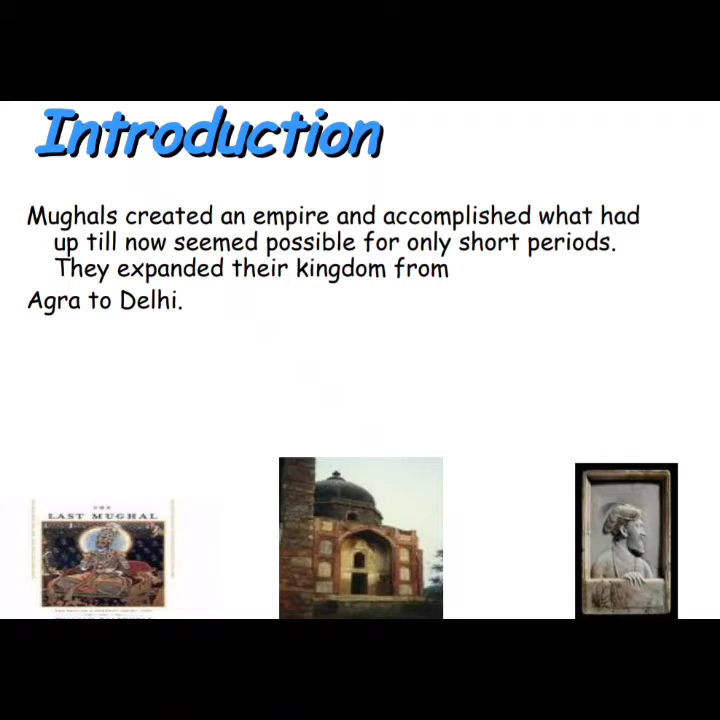 Introduction
Mughals created an empire and accomplished what had
up till now seemed possible for only short periods.
They expanded their kingdom from
Agra to Delhi.
THE
LAST MUGHAL